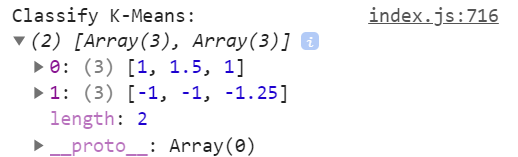 Classify K-Means: index.js:716
▼(2) [Array(3), Array(3)] i
▶0: (3) [1, 1.5, 1]
▶1: (3) [-1, -1, -1.25]
length: 2
▶__proto__: Array(0)